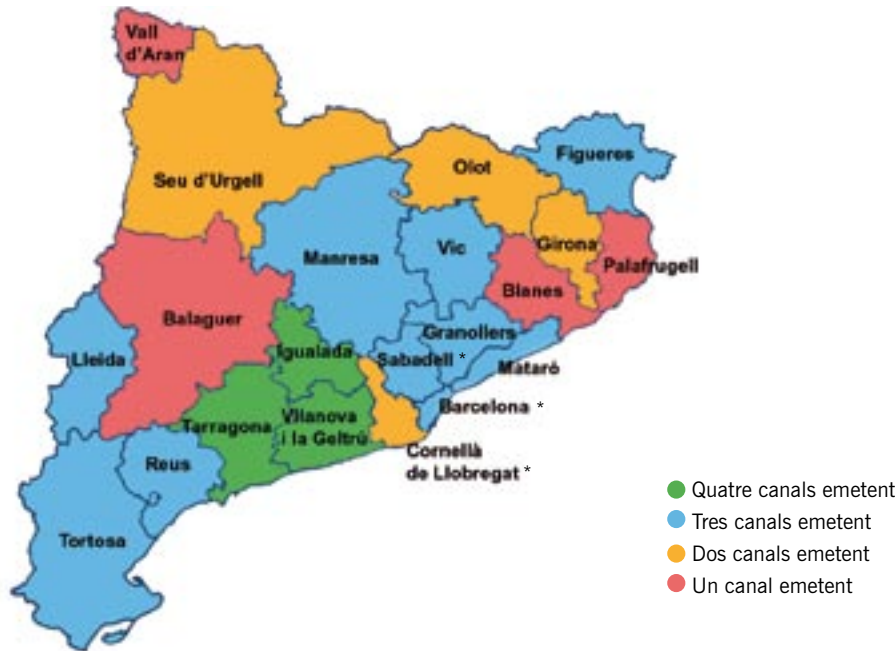 Vall
d'Aran
Seu d'Urgell
Olot
Figueres
Manresa
Vic
Girona
Palafrugell
Blanes
Balaguer
Granollers
Igualada
Sabadell *
Lleida
Mataró
Barcelona *
Tarragona
Vilanova
i la Geltrú
Cornellà
de Llobregat *
Reus
Tortosa
Quatre canals emetent
Tres canals emetent
Dos canals emetent
Un canal emetent